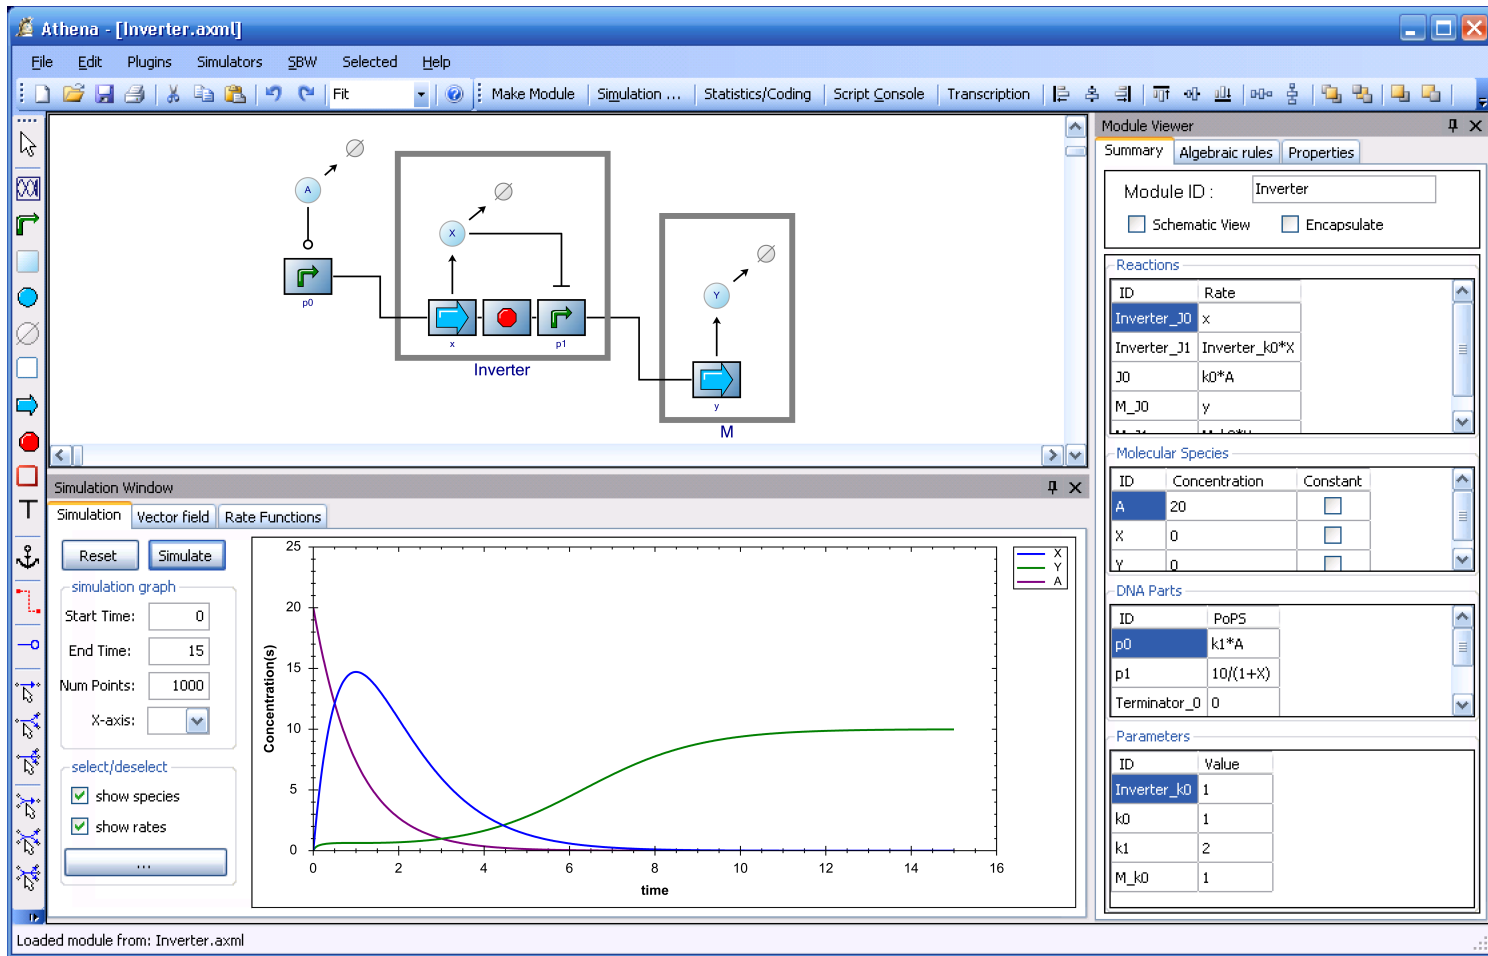 Athena - [Inverter.axml]
File Edit Plugins Simulators SBW Selected Help
Fit Make Module Simulation ... Statistics/Coding Script Console Transcription
A
p0
X
x
p1
Inverter
Y
y
M
Simulation Window
Simulation Vector field Rate Functions
Reset Simulate
simulation graph
Start Time: 0
End Time: 15
Num Points: 1000
X-axis:
select/deselect
show species
show rates
...
Concentration(s)
25
20
15
10
5
0
0 2 4 6 8 10 12 14 16
time
X
Y
A
Module Viewer
Summary Algebraic rules Properties
Module ID : Inverter
Schematic View Encapsulate
Reactions
ID Rate
Inverter_J0 x
Inverter_J1 Inverter_k0*X
J0 k0*A
M_J0 y
Molecular Species
ID Concentration Constant
A 20
X 0
Y 0
DNA Parts
ID PoPS
p0 k1*A
p1 10/(1+X)
Terminator_0 0
Parameters
ID Value
Inverter_k0 1
k0 1
k1 2
M_k0 1
Loaded module from: Inverter.axml